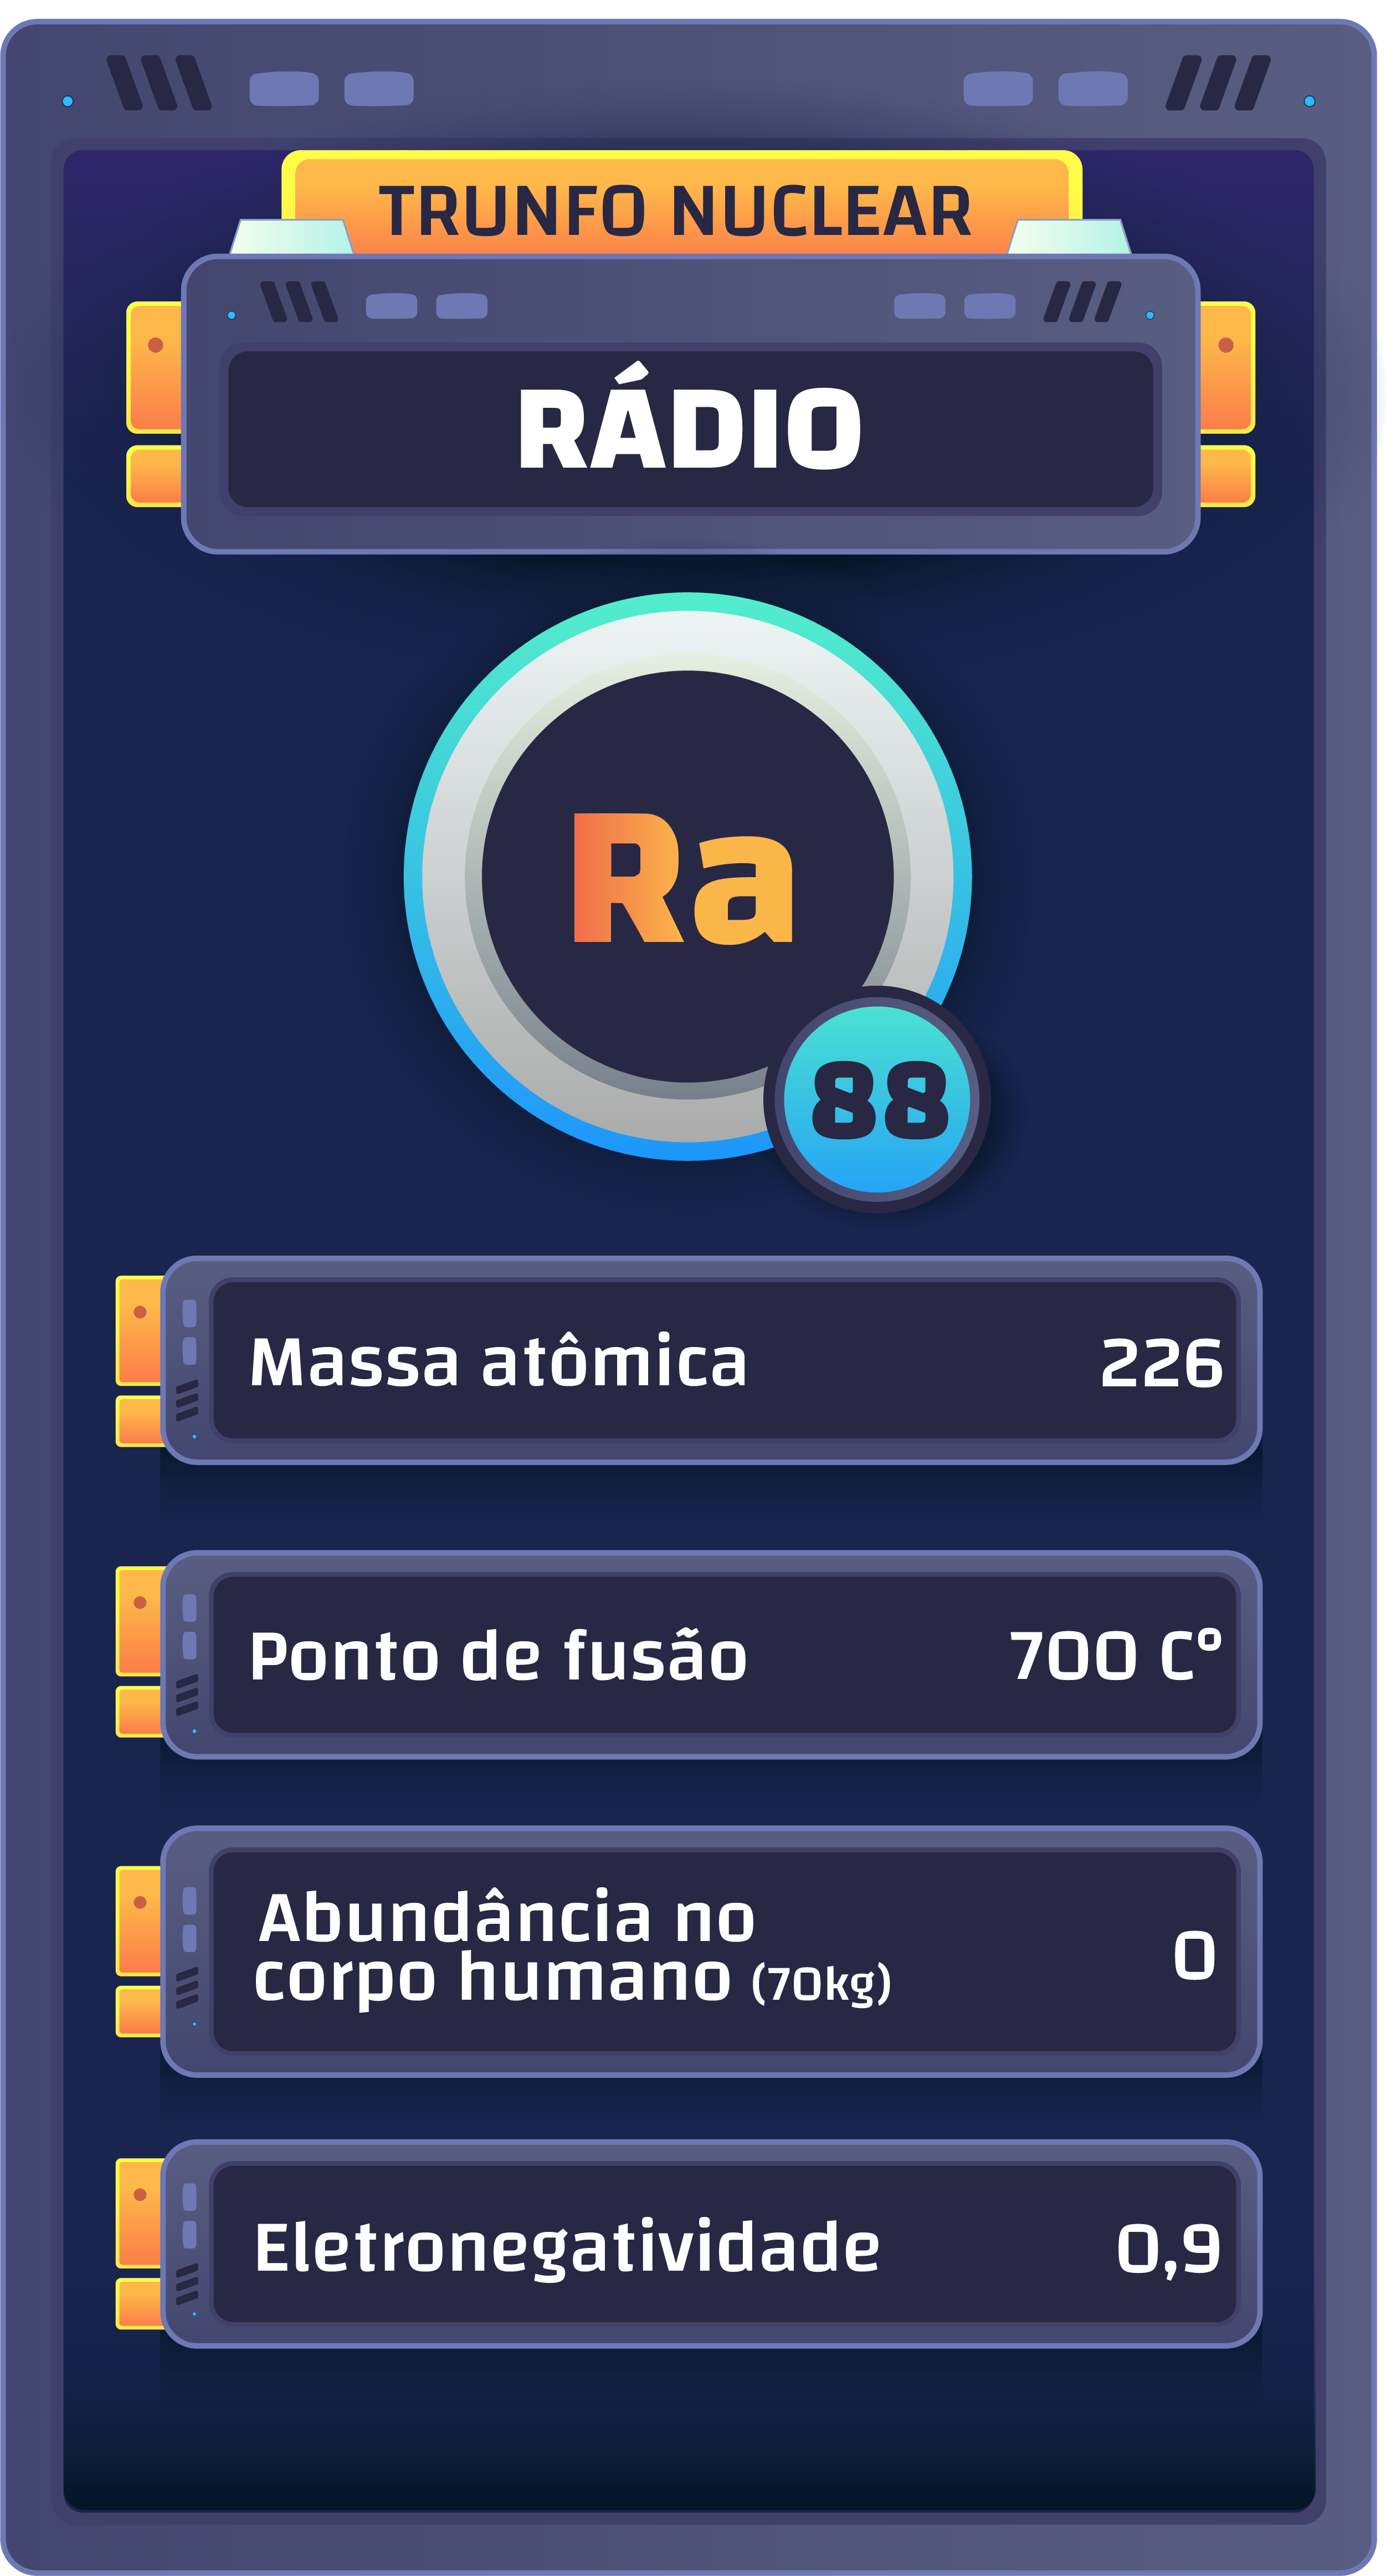 TRUNFO NUCLEAR
RÁDIO
Ra
88
Massa atômica 226
Ponto de fusão 700 Cº
Abundância no
corpo humano (70kg) 0
Eletronegatividade 0,9